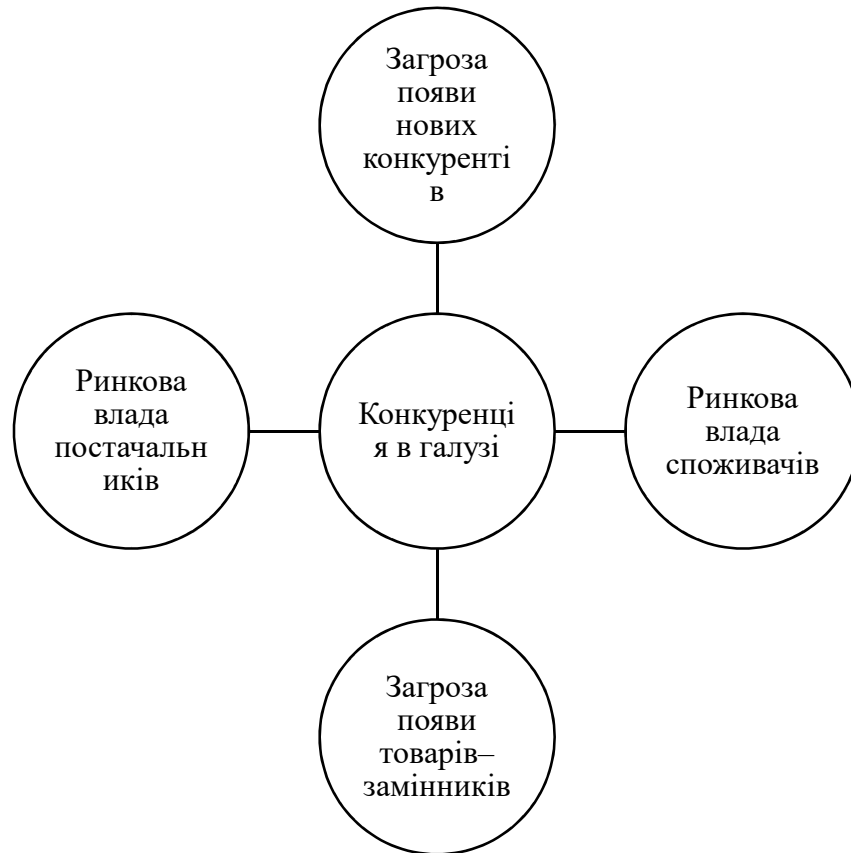 Загроза
появи
нових
конкуренті
в
Ринкова
влада
постачальн
иків
Конкуренці
я в галузі
Ринкова
влада
споживачів
Загроза
появи
товарів–
замінників